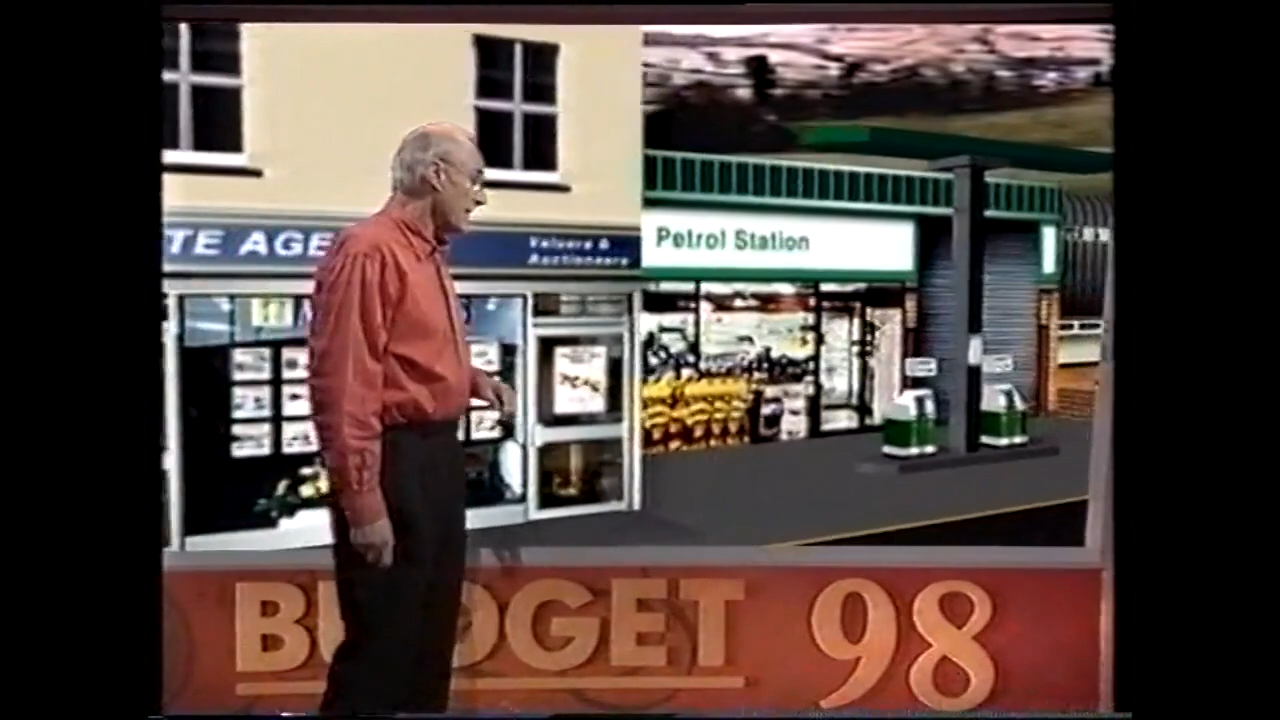 TE AGE
Valuers &
Auctioneers
Petrol Station
BUDGET 98